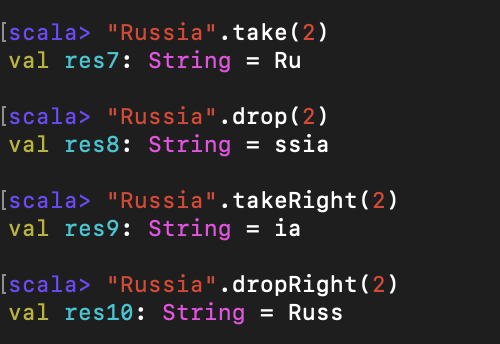 [scala> "Russia".take(2)
val res7: String = Ru
[scala> "Russia".drop(2)
val res8: String = ssia
[scala> "Russia".takeRight(2)
val res9: String = ia
[scala> "Russia".dropRight(2)
val res10: String = Russ